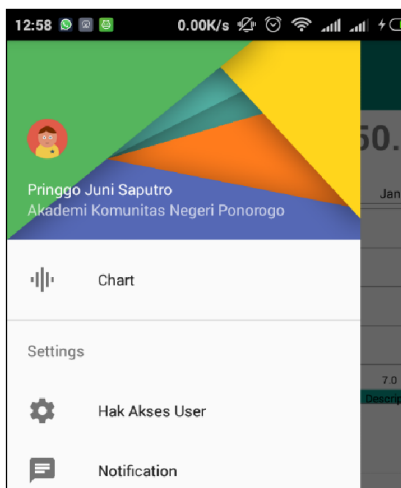 12:58
0.00K/s
50.
Pringgo Juni Saputro
Akademi Komunitas Negeri Ponorogo
Jan
Chart
Settings
7.0
Descrip
Hak Akses User
Notification